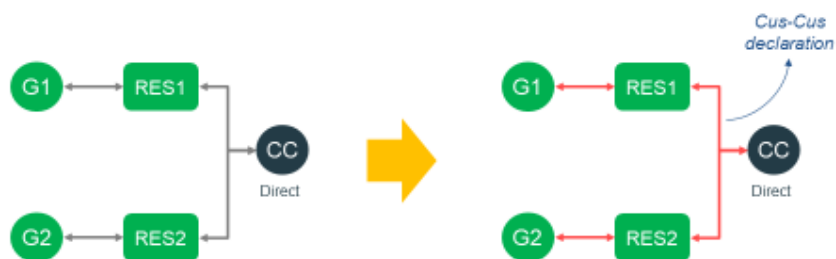 Cus-Cus
declaration
G1
RES1
G1
RES1
CC
CC
Direct
Direct
G2
RES2
G2
RES2